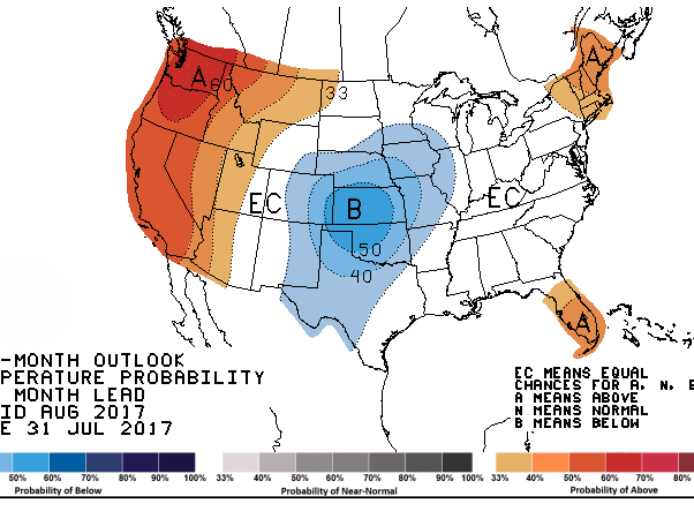 A
60
33
A
EC
B
EC
50
40
A
-MONTH OUTLOOK
PERATURE PROBABILITY
MONTH LEAD
ID AUG 2017
E 31 JUL 2017
EC MEANS EQUAL
CHANCES FOR A, N, B
A MEANS ABOVE
N MEANS NORMAL
B MEANS BELOW
50% 60% 70% 80% 90% 100% 33% 40% 50% 60% 70% 80% 90% 100% 33% 40% 50% 60% 70% 80%
Probability of Below Probability of Near-Normal Probability of Above